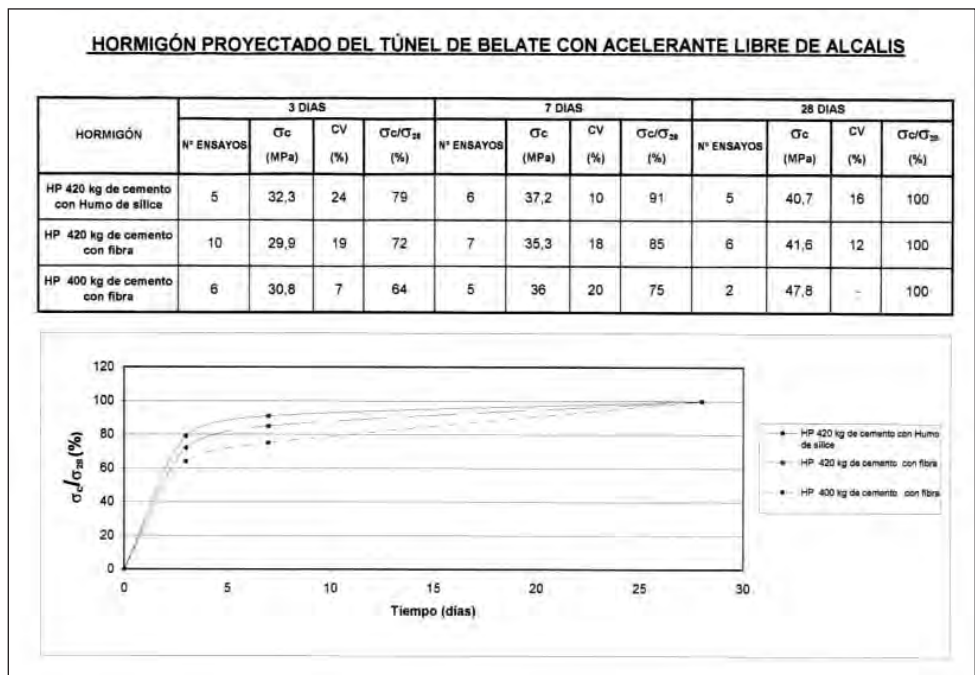 HORMIGÓN PROYECTADO DEL TÚNEL DE BELATE CON ACELERANTE LIBRE DE ALCALIS
HORMIGÓN 3 DIAS 7 DIAS 28 DIAS
Nº ENSAYOS σc (MPa) CV (%) σc/σ28 (%) Nº ENSAYOS σc (MPa) CV (%) σc/σ28 (%) Nº ENSAYOS σc (MPa) CV (%) σc/σ28 (%)
HP 420 kg de cemento
con Humo de sílice 5 32,3 24 79 6 37,2 10 91 5 40,7 16 100
HP 420 kg de cemento
con fibra 10 29,9 19 72 7 35,3 18 85 6 41,6 12 100
HP 400 kg de cemento
con fibra 6 30,8 7 64 5 36 20 75 2 47,8 - 100
σc/σ28 (%)
120
100
80
60
40
20
0
0 5 10 15 20 25 30
Tiempo (días)
HP 420 kg de cemento con Humo
de sílice
HP 420 kg de cemento con fibra
HP 400 kg de cemento con fibra